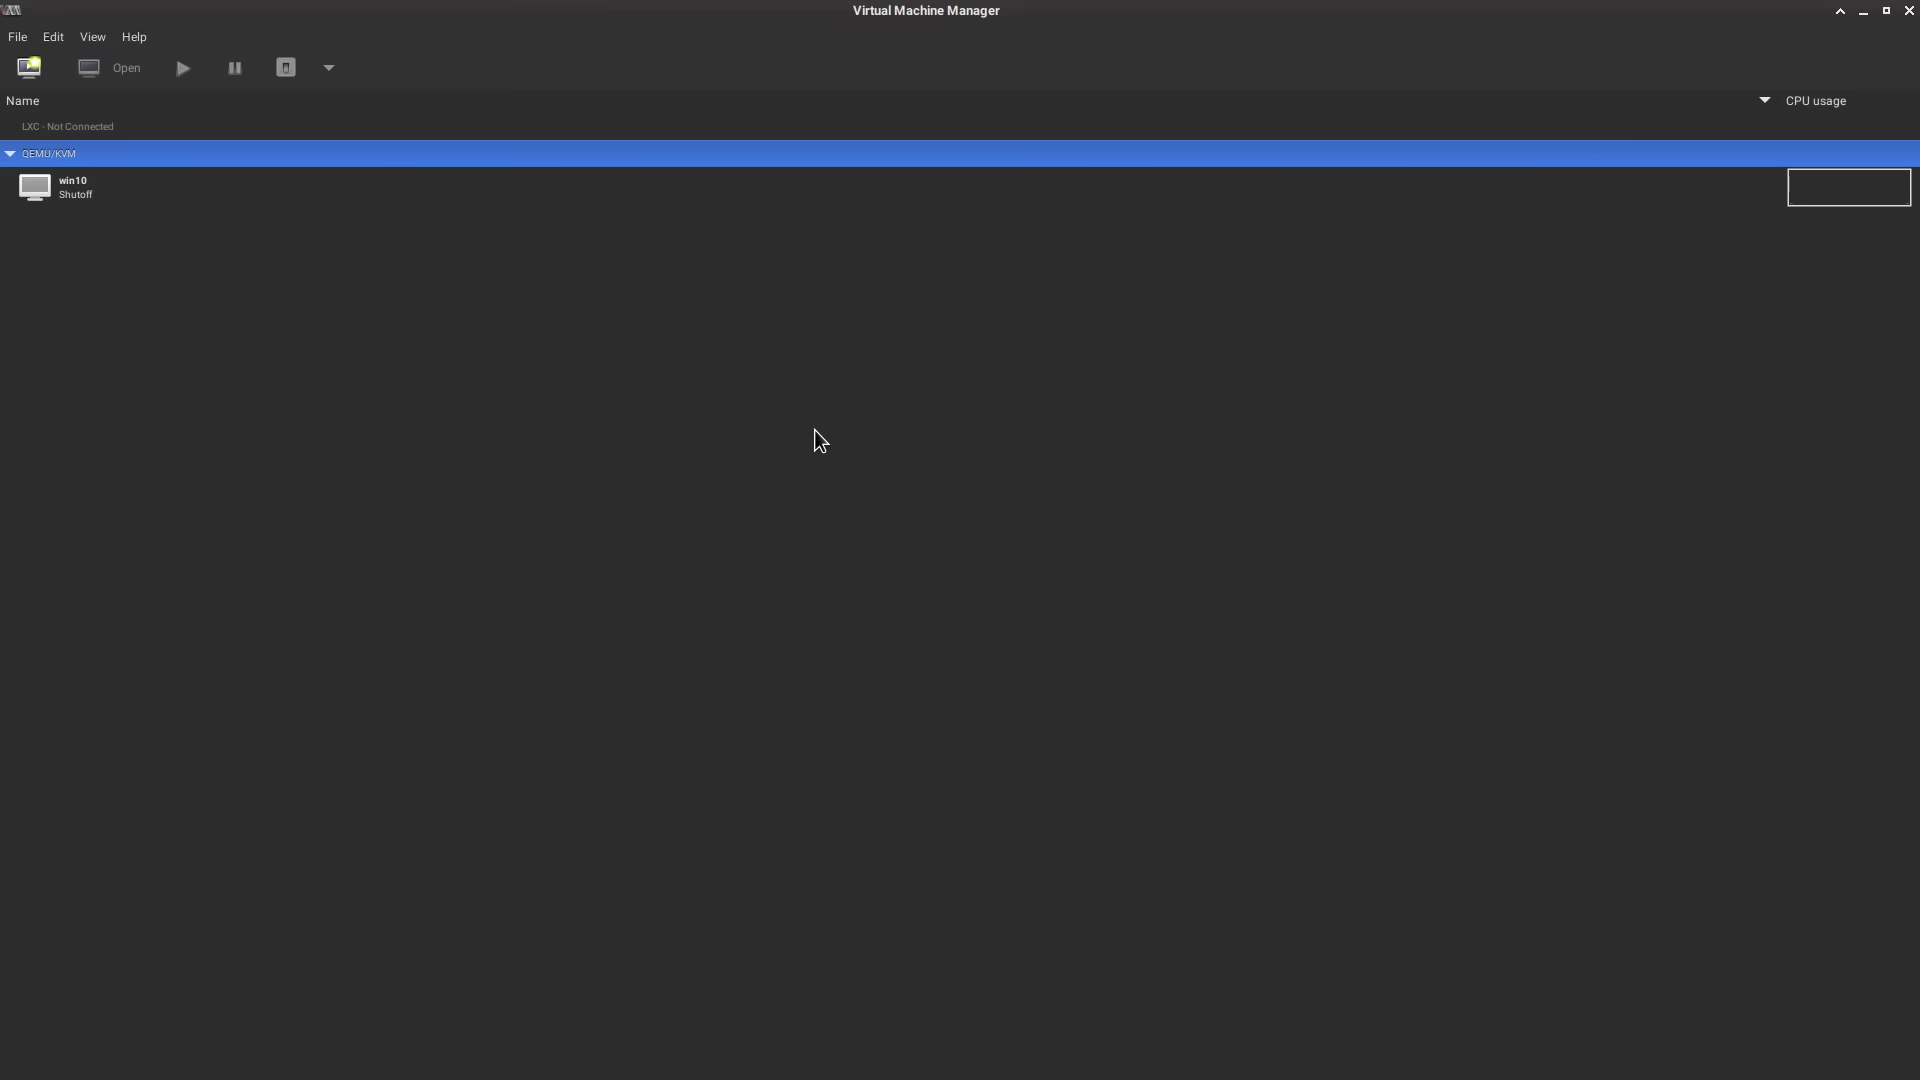 Virtual Machine Manager
File Edit View Help
Open
Name CPU usage
LXC - Not Connected
QEMU/KVM
win10
Shutoff